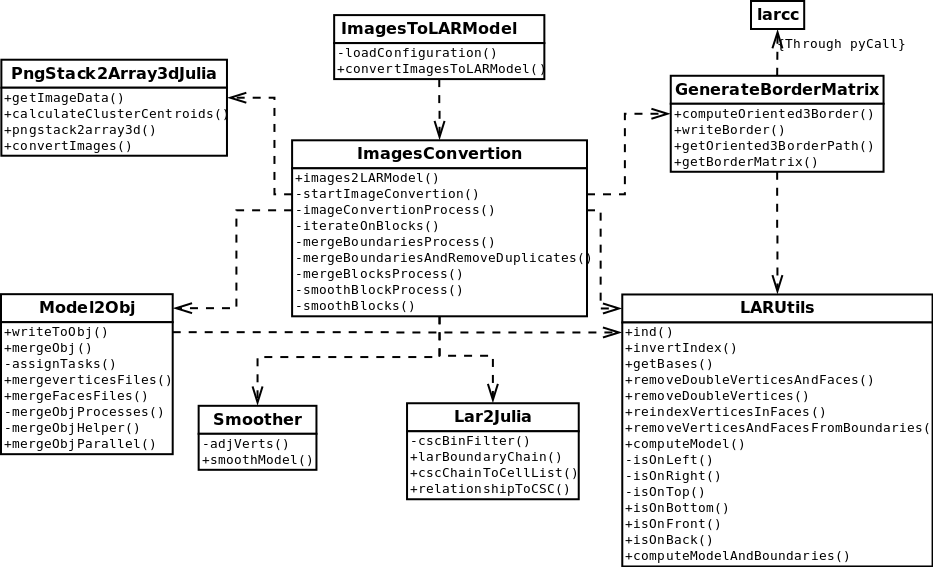 ImagesToLARModel
-loadConfiguration()
+convertImagesToLARModel()
larcc
{Through pyCall}
PngStack2Array3dJulia
+getImageData()
+calculateClusterCentroids()
+pngstack2array3d()
+convertImages()
GenerateBorderMatrix
+computeOriented3Border()
+writeBorder()
+getOriented3BorderPath()
+getBorderMatrix()
ImagesConvertion
+images2LARModel()
-startImageConvertion()
-imageConvertionProcess()
-iterateOnBlocks()
-mergeBoundariesProcess()
-mergeBoundariesAndRemoveDuplicates()
-mergeBlocksProcess()
-smoothBlockProcess()
-smoothBlocks()
Model2Obj
+writeToObj()
+mergeObj()
-assignTasks()
+mergeverticesFiles()
+mergeFacesFiles()
-mergeObjProcesses()
-mergeObjHelper()
+mergeObjParallel()
LARUtils
+ind()
+invertIndex()
+getBases()
+removeDoubleVerticesAndFaces()
+removeDoubleVertices()
+reindexVerticesInFaces()
+removeVerticesAndFacesFromBoundaries(
+computeModel()
-isOnLeft()
-isOnRight()
-isOnTop()
+isOnBottom()
+isOnFront()
+isOnBack()
+computeModelAndBoundaries()
Smoother
-adjVerts()
+smoothModel()
Lar2Julia
-cscBinFilter()
+larBoundaryChain()
+cscChainToCellList()
+relationshipToCSC()